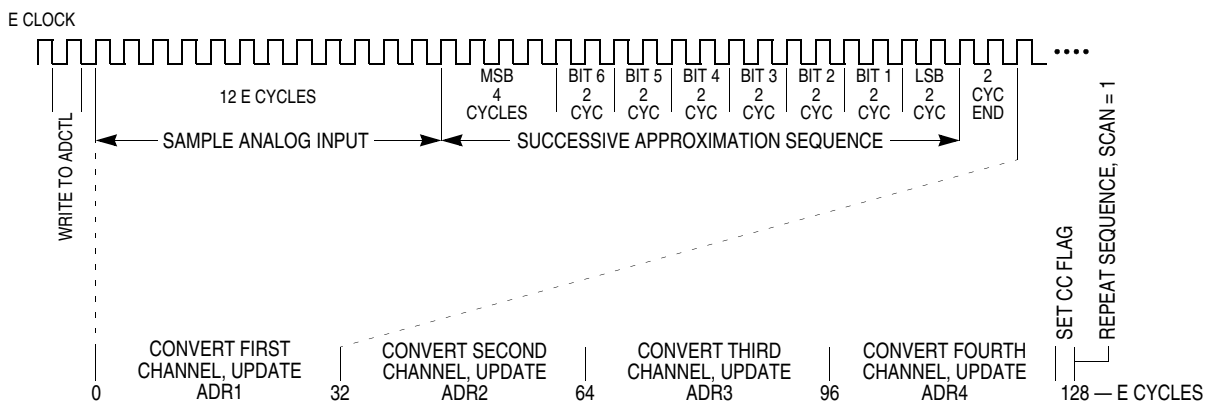 E CLOCK
MSB BIT 6 BIT 5 BIT 4 BIT 3 BIT 2 BIT 1 LSB 2
12 E CYCLES 4 2 2 2 2 2 2 2 CYC
CYCLES CYC CYC CYC CYC CYC CYC CYC END
WRITE TO ADCTL
SAMPLE ANALOG INPUT
SUCCESSIVE APPROXIMATION SEQUENCE
SET CC FLAG
REPEAT SEQUENCE, SCAN = 1
CONVERT FIRST CONVERT SECOND CONVERT THIRD CONVERT FOURTH
CHANNEL, UPDATE CHANNEL, UPDATE CHANNEL, UPDATE CHANNEL, UPDATE
0 ADR1 32 ADR2 64 ADR3 96 ADR4 128 — E CYCLES